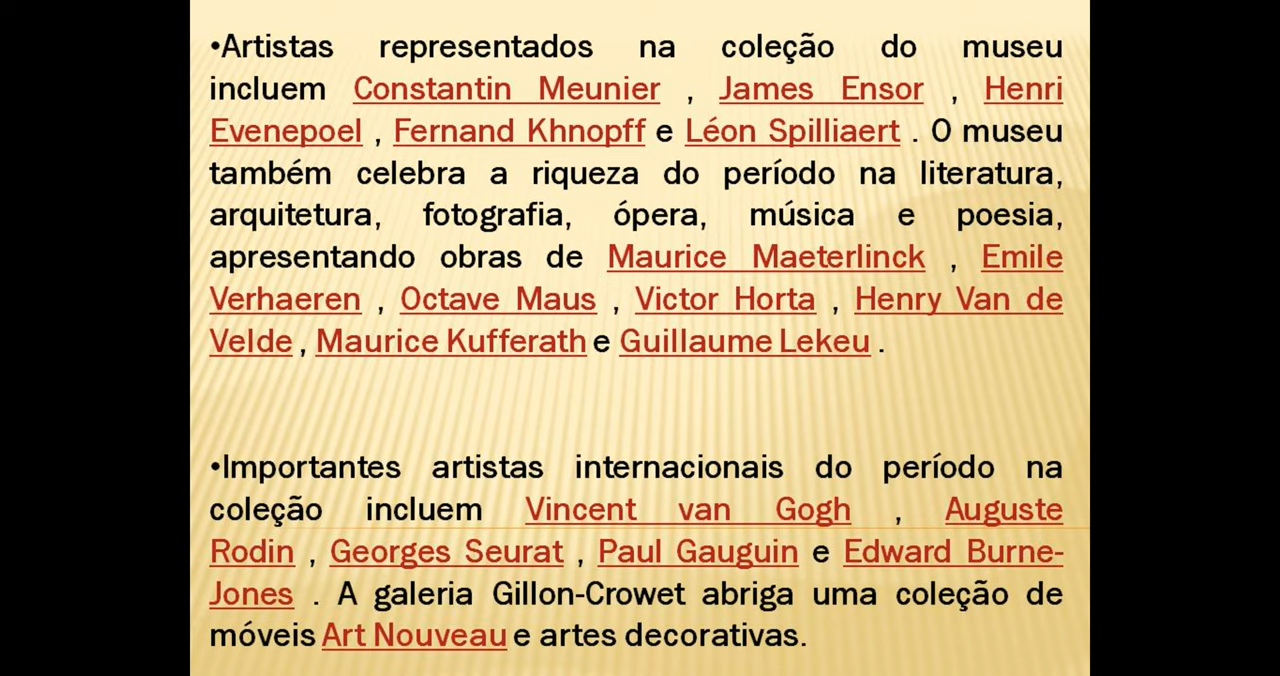 •Artistas representados na coleção do museu
incluem Constantin Meunier , James Ensor , Henri
Evenepoel , Fernand Khnopff e Léon Spilliaert . O museu
também celebra a riqueza do período na literatura,
arquitetura, fotografia, ópera, música e poesia,
apresentando obras de Maurice Maeterlinck , Emile
Verhaeren , Octave Maus , Victor Horta , Henry Van de
Velde , Maurice Kufferath e Guillaume Lekeu .
•Importantes artistas internacionais do período na
coleção incluem Vincent van Gogh , Auguste
Rodin , Georges Seurat , Paul Gauguin e Edward Burne-
Jones . A galeria Gillon-Crowet abriga uma coleção de
móveis Art Nouveau e artes decorativas.